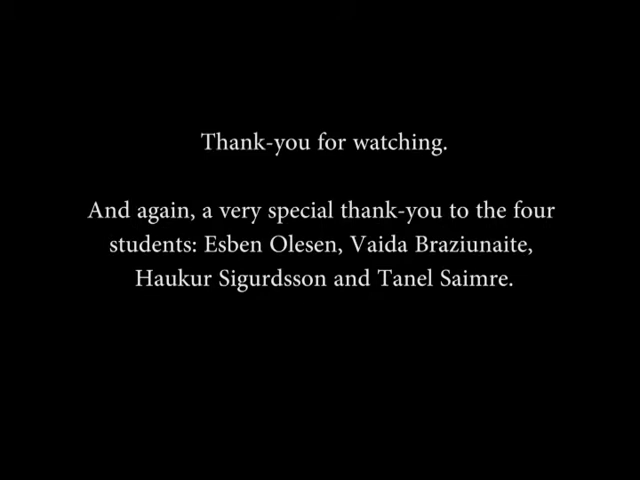 Thank-you for watching.
And again, a very special thank-you to the four
students: Esben Olesen, Vaida Braziunaite,
Haukur Sigurdsson and Tanel Saimre.